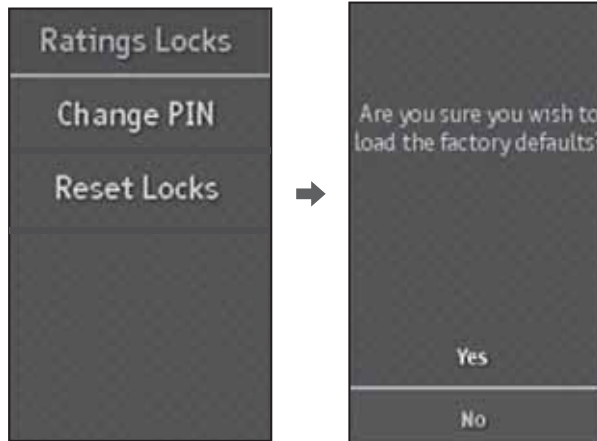 Ratings Locks
Change PIN
Reset Locks
Are you sure you wish to
load the factory defaults?
Yes
No